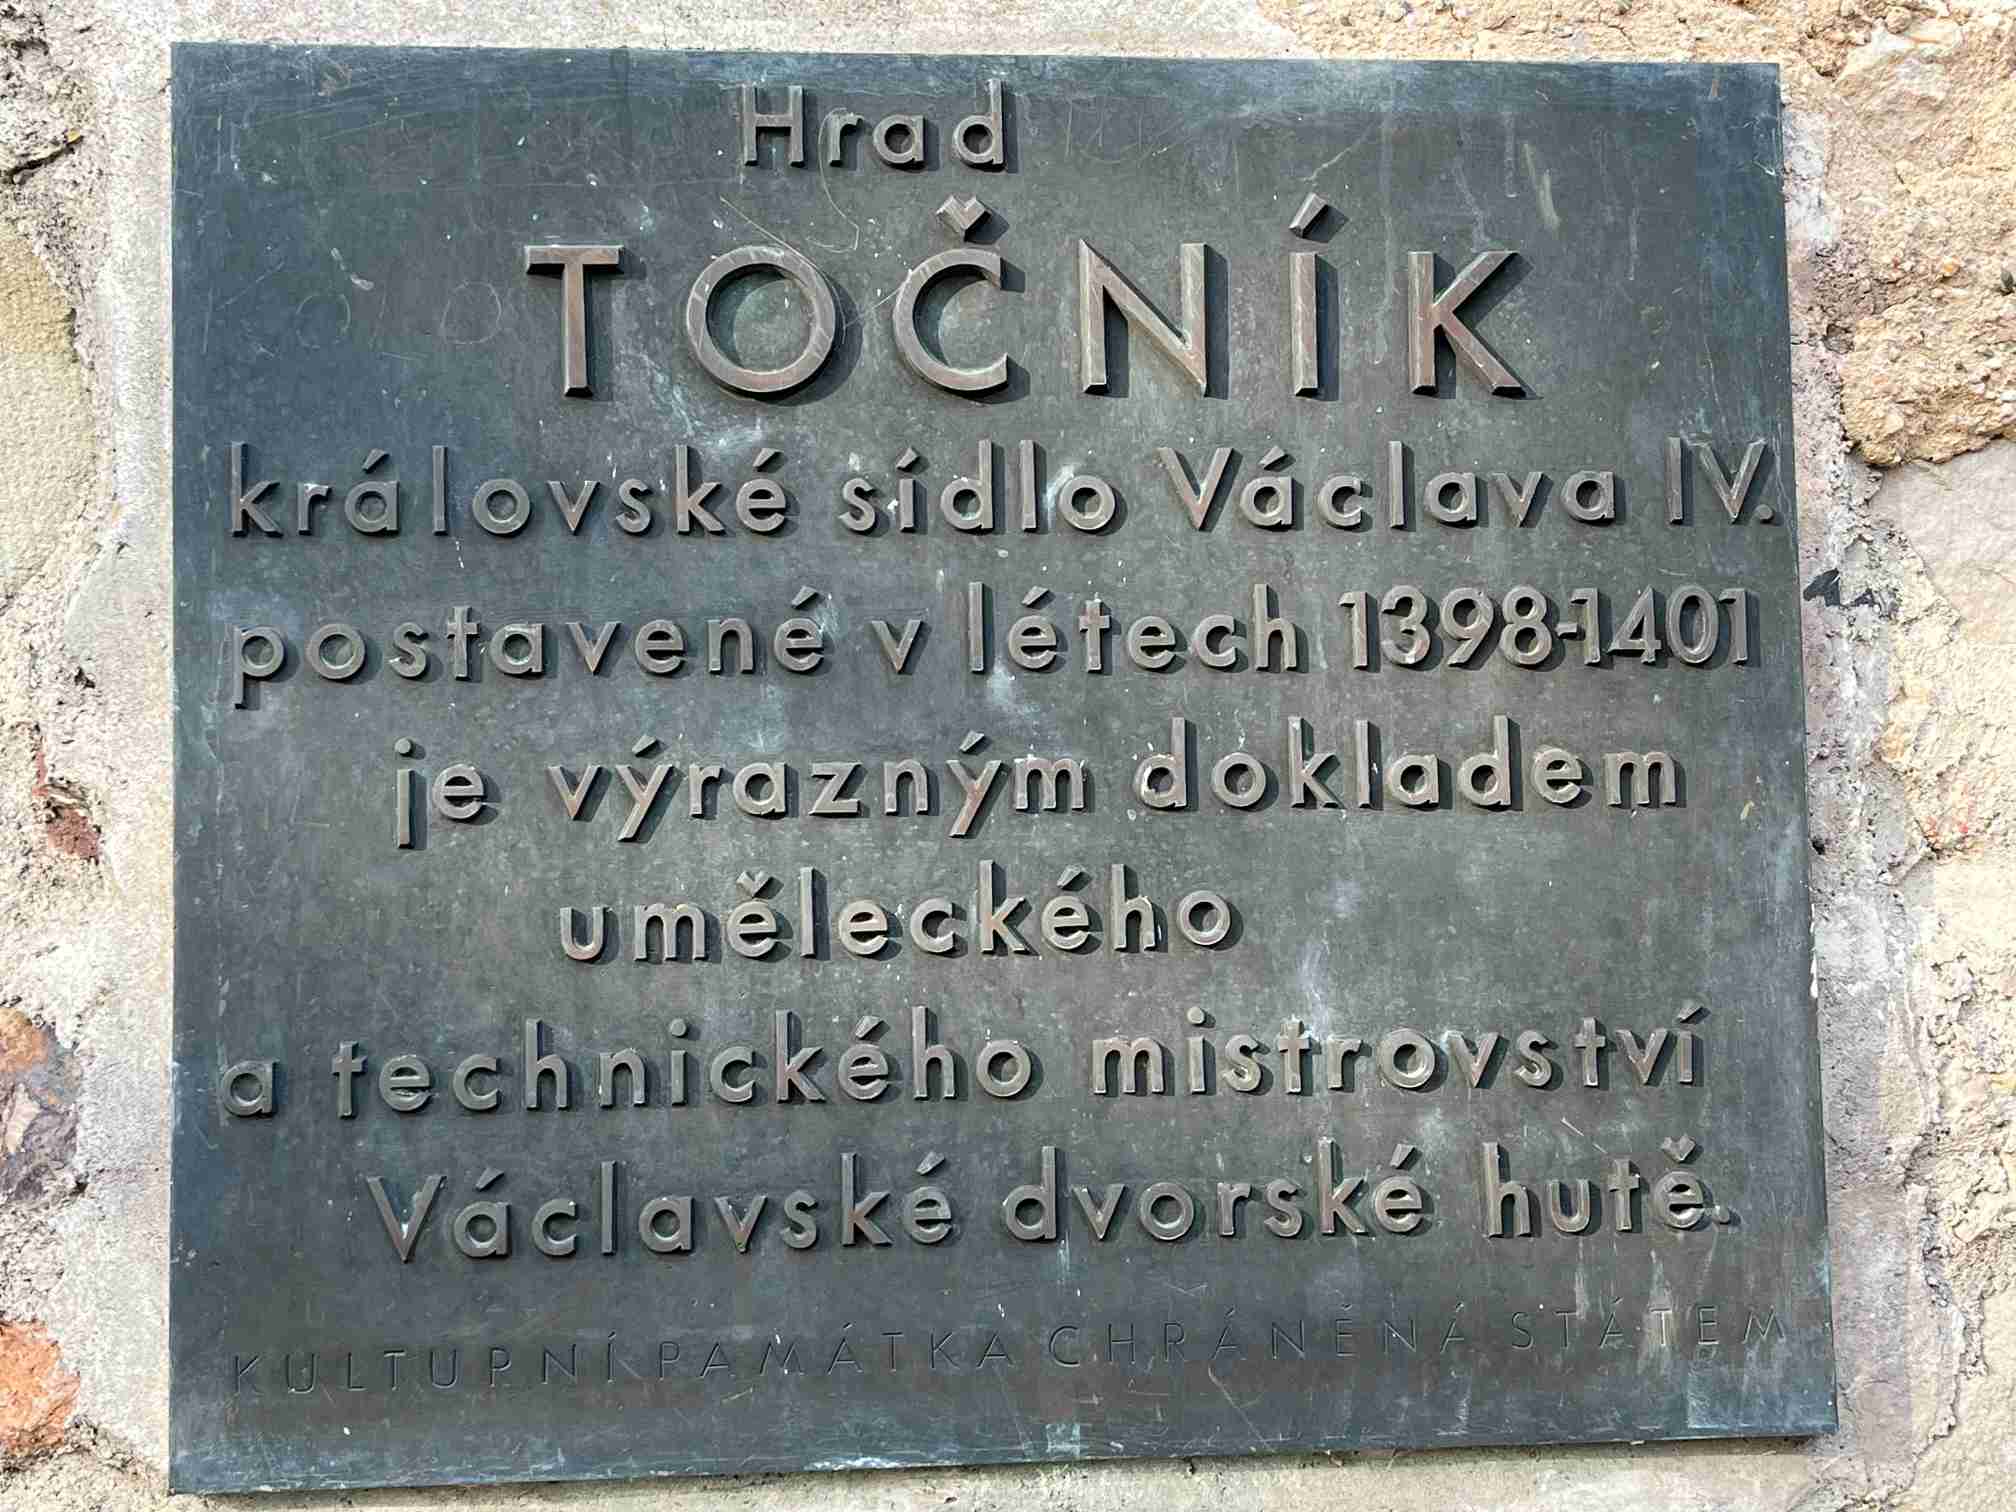 Hrad
TOČNÍK
královské sídlo Václava IV.
postavené v létech 1398-1401
je výrazným dokladem
uměleckého
a technického mistrovství
Václavské dvorské hutě.
KULTURNÍ PAMÁTKA CHRÁNĚNÁ STÁTEM